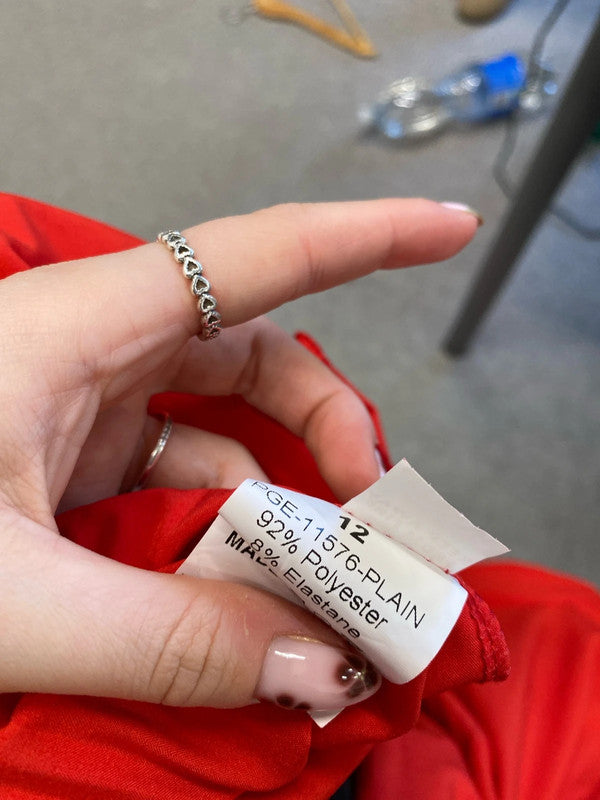 12
PGE-11576-PLAIN
92% Polyester
8% Elastane